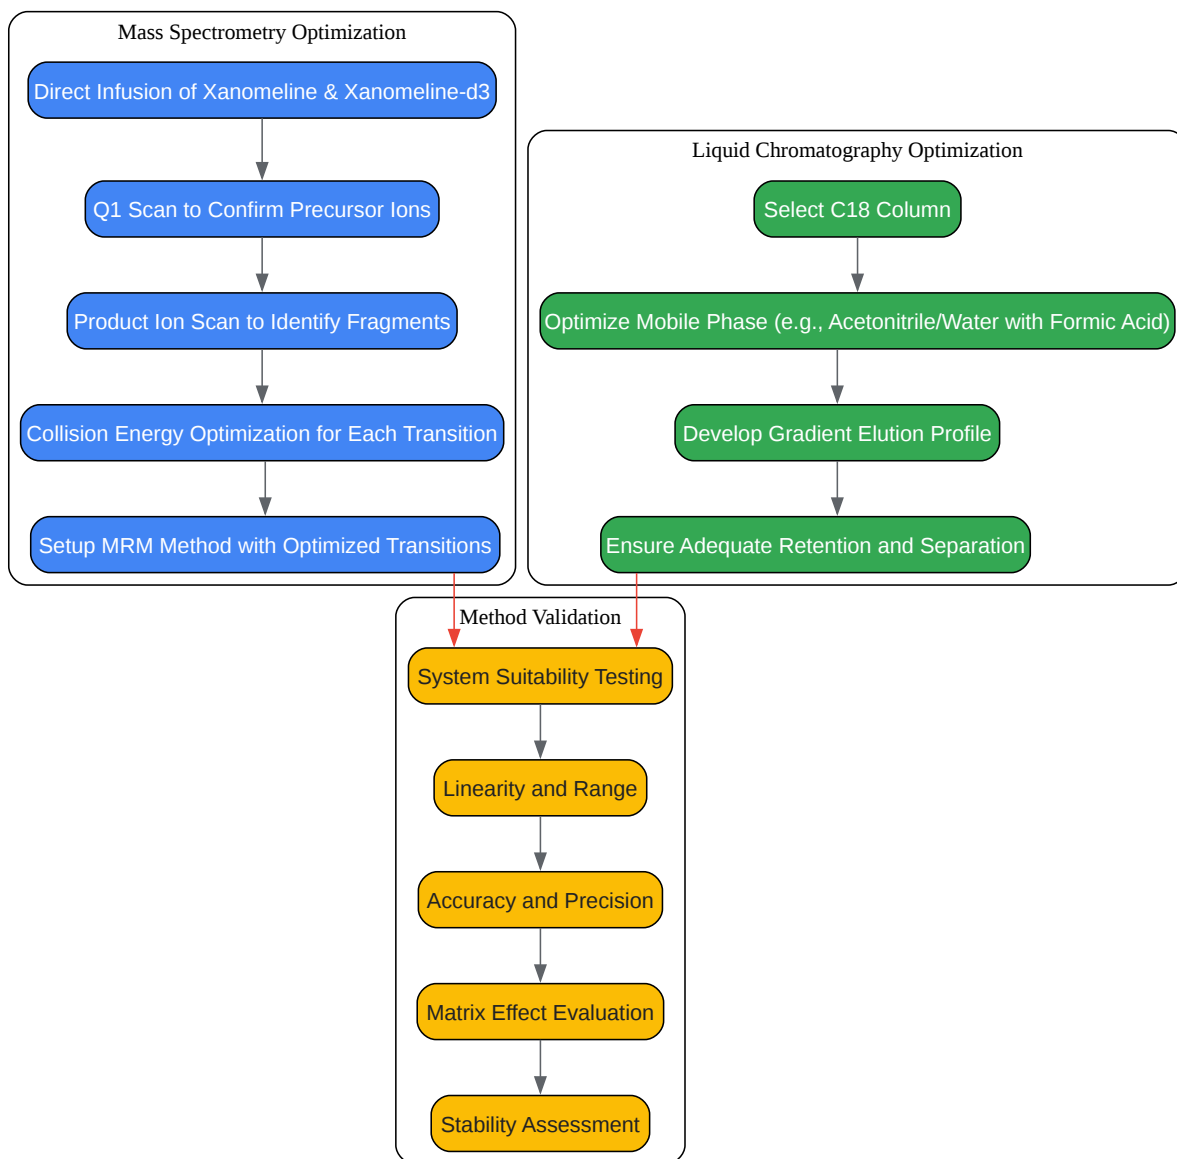 Mass Spectrometry Optimization
Direct Infusion of Xanomeline & Xanomeline-d3
Q1 Scan to Confirm Precursor Ions
Product Ion Scan to Identify Fragments
Collision Energy Optimization for Each Transition
Setup MRM Method with Optimized Transitions
Liquid Chromatography Optimization
Select C18 Column
Optimize Mobile Phase (e.g., Acetonitrile/Water with Formic Acid)
Develop Gradient Elution Profile
Ensure Adequate Retention and Separation
Method Validation
System Suitability Testing
Linearity and Range
Accuracy and Precision
Matrix Effect Evaluation
Stability Assessment